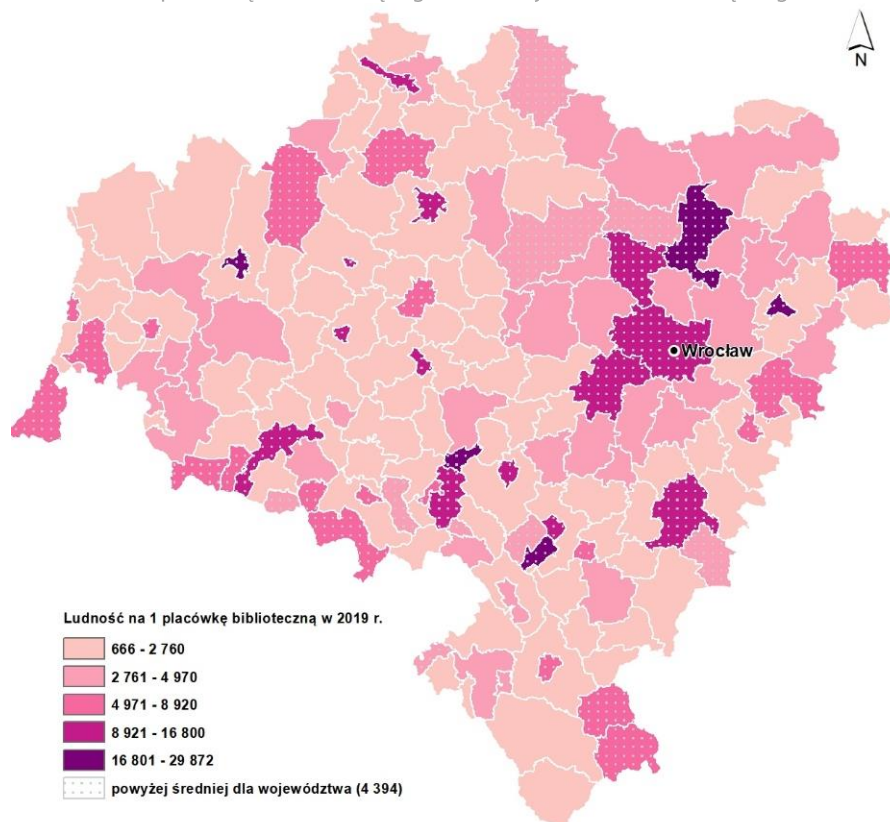 N
Wrocław
Ludność na 1 placówkę biblioteczną w 2019 r.
666 - 2 760
2 761 - 4 970
4 971 - 8 920
8 921 - 16 800
16 801 - 29 872
powyżej średniej dla województwa (4 394)